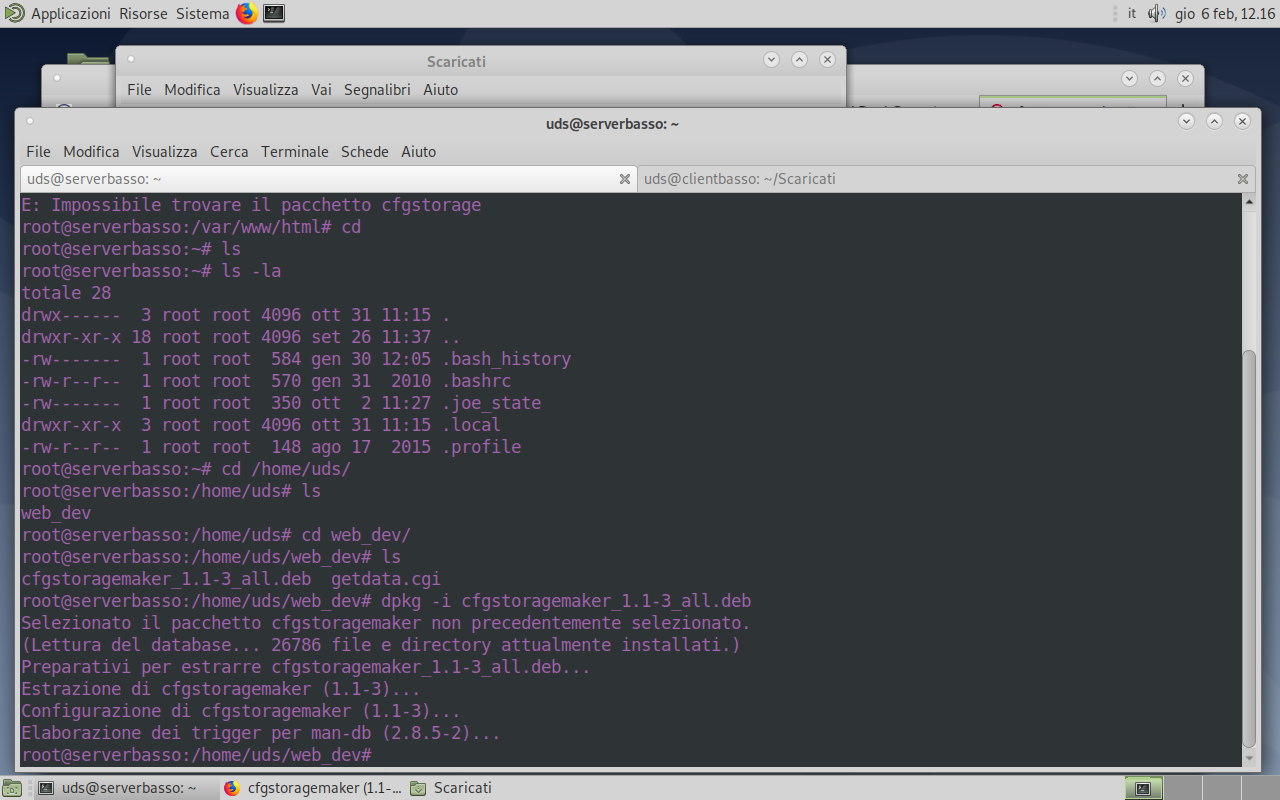 Applicazioni Risorse Sistema it gio 6 feb, 12.16
Scaricati
File Modifica Visualizza Vai Segnalibri Aiuto
uds@serverbasso: ~
File Modifica Visualizza Cerca Terminale Schede Aiuto
uds@serverbasso: ~ uds@clientbasso: ~/Scaricati
E: Impossibile trovare il pacchetto cfgstorage
root@serverbasso:/var/www/html# cd
root@serverbasso:~# ls
root@serverbasso:~# ls -la
totale 28
drwx------  3 root root 4096 ott 31 11:15 .
drwxr-xr-x 18 root root 4096 set 26 11:37 ..
-rw-------  1 root root  584 gen 30 12:05 .bash_history
-rw-r--r--  1 root root  570 gen 31  2010 .bashrc
-rw-------  1 root root  350 ott  2 11:27 .joe_state
drwxr-xr-x  3 root root 4096 ott 31 11:15 .local
-rw-r--r--  1 root root  148 ago 17  2015 .profile
root@serverbasso:~# cd /home/uds/
root@serverbasso:/home/uds# ls
web_dev
root@serverbasso:/home/uds# cd web_dev/
root@serverbasso:/home/uds/web_dev# ls
cfgstoragemaker_1.1-3_all.deb  getdata.cgi
root@serverbasso:/home/uds/web_dev# dpkg -i cfgstoragemaker_1.1-3_all.deb
Selezionato il pacchetto cfgstoragemaker non precedentemente selezionato.
(Lettura del database... 26786 file e directory attualmente installati.)
Preparativi per estrarre cfgstoragemaker_1.1-3_all.deb...
Estrazione di cfgstoragemaker (1.1-3)...
Configurazione di cfgstoragemaker (1.1-3)...
Elaborazione dei trigger per man-db (2.8.5-2)...
root@serverbasso:/home/uds/web_dev#
uds@serverbasso: ~ cfgstoragemaker (1.1-... Scaricati